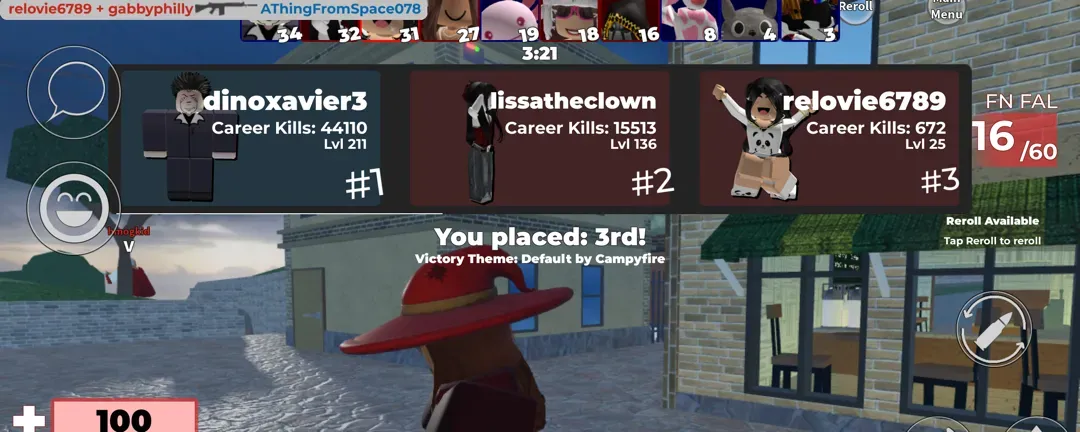 relovie6789 + gabbyphilly AThingFromSpace078
34 32 31 27 19 18 16 8 4 3
Reroll
Menu
3:21
dinoxavier3
Career Kills: 44110
Lvl 211
#1
lissatheclown
Career Kills: 15513
Lvl 136
#2
relovie6789
Career Kills: 672
Lvl 25
#3
FN FAL
16 /60
V
You placed: 3rd!
Victory Theme: Default by Campyfire
Reroll Available
Tap Reroll to reroll
100